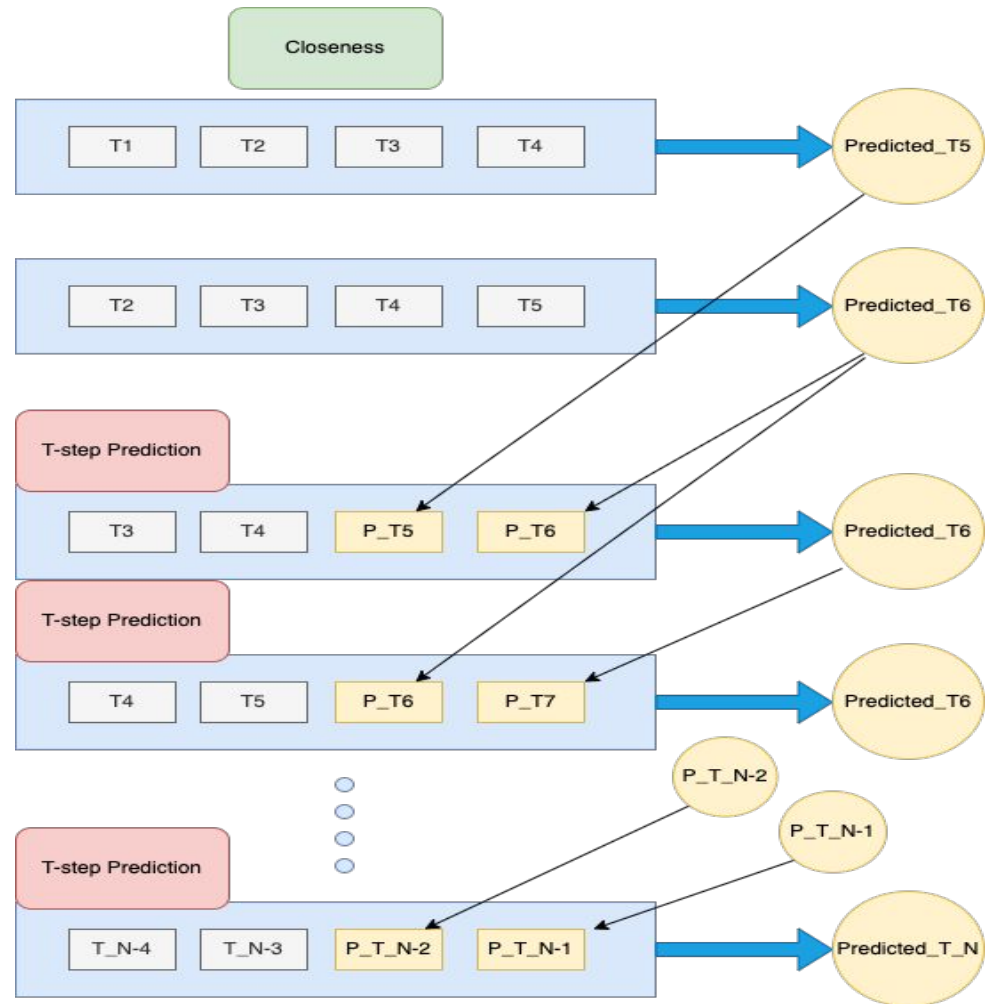 Closeness
T1 T2 T3 T4 Predicted_T5
T2 T3 T4 T5 Predicted_T6
T-step Prediction
T3 T4 P_T5 P_T6 Predicted_T6
T-step Prediction
T4 T5 P_T6 P_T7 Predicted_T6
P_T_N-2
P_T_N-1
T-step Prediction
T_N-4 T_N-3 P_T_N-2 P_T_N-1 Predicted_T_N